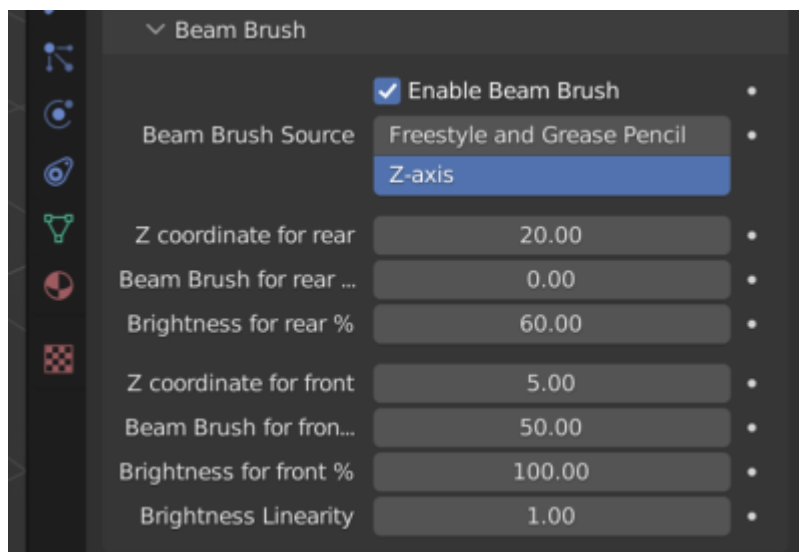 Beam Brush
Enable Beam Brush
Beam Brush Source Freestyle and Grease Pencil
Z-axis
Z coordinate for rear 20.00
Beam Brush for rear ... 0.00
Brightness for rear % 60.00
Z coordinate for front 5.00
Beam Brush for fron... 50.00
Brightness for front % 100.00
Brightness Linearity 1.00